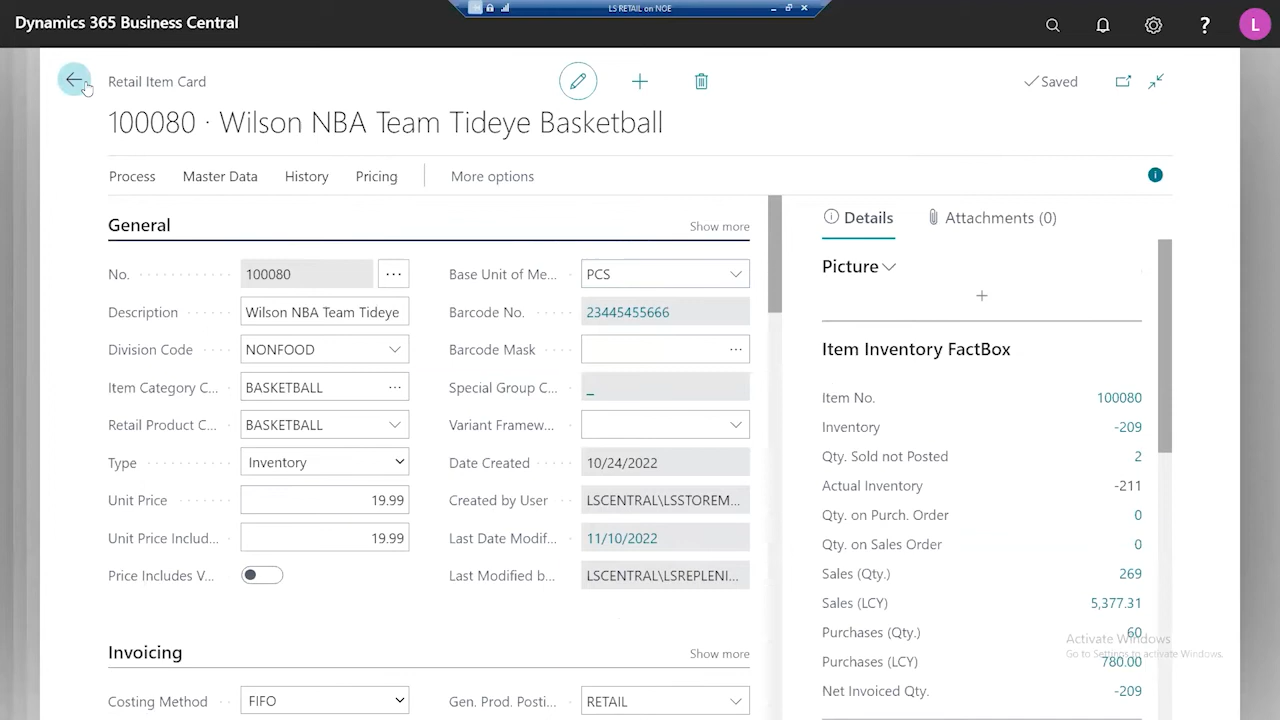 Dynamics 365 Business Central
LS RETAIL on NOE
?
L
Retail Item Card
Saved
100080 · Wilson NBA Team Tideye Basketball
Process
Master Data
History
Pricing
More options
General
Show more
No.
100080
Description
Wilson NBA Team Tideye
Division Code
NONFOOD
Item Category C...
BASKETBALL
Retail Product C...
BASKETBALL
Type
Inventory
Unit Price
19.99
Unit Price Includ...
19.99
Price Includes V...
Base Unit of Me...
PCS
Barcode No.
23445455666
Barcode Mask
Special Group C...
_
Variant Framew...
Date Created
10/24/2022
Created by User
LSCENTRAL\LSSTOREM...
Last Date Modif...
11/10/2022
Last Modified b...
LSCENTRAL\LSREPLENI...
Invoicing
Show more
Costing Method
FIFO
Gen. Prod. Posti...
RETAIL
Details
Attachments (0)
Picture
Item Inventory FactBox
Item No.
100080
Inventory
-209
Qty. Sold not Posted
2
Actual Inventory
-211
Qty. on Purch. Order
0
Qty. on Sales Order
0
Sales (Qty.)
269
Sales (LCY)
5,377.31
Purchases (Qty.)
60
Purchases (LCY)
780.00
Net Invoiced Qty.
-209
Activate Windows
Go to Settings to activate Windows.